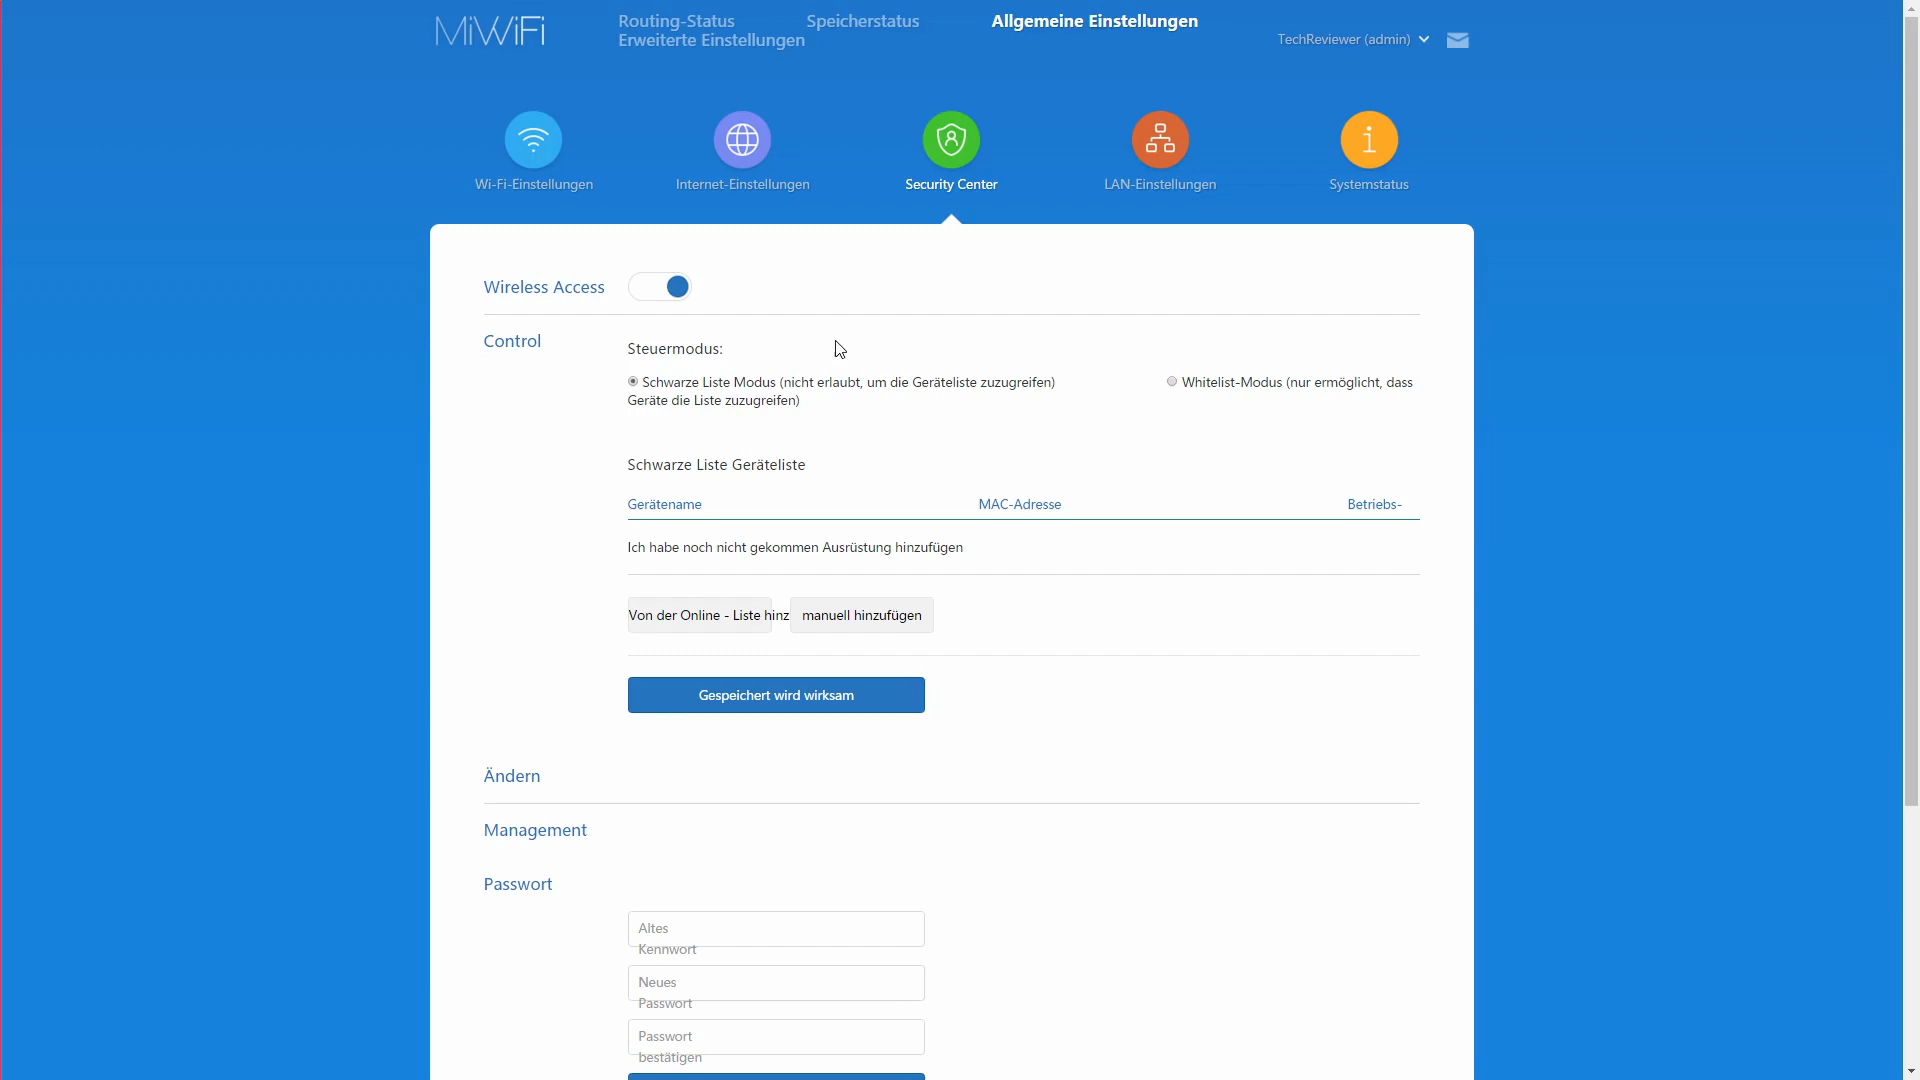 MiWiFi
Routing-Status Speicherstatus Allgemeine Einstellungen
Erweiterte Einstellungen
TechReviewer (admin)
Wi-Fi-Einstellungen Internet-Einstellungen Security Center LAN-Einstellungen Systemstatus
Wireless Access
Control
Steuermodus:
Schwarze Liste Modus (nicht erlaubt, um die Geräteliste zuzugreifen) Whitelist-Modus (nur ermöglicht, dass
Geräte die Liste zuzugreifen)
Schwarze Liste Geräteliste
Gerätename MAC-Adresse Betriebs-
Ich habe noch nicht gekommen Ausrüstung hinzufügen
Von der Online - Liste hinz manuell hinzufügen
Gespeichert wird wirksam
Ändern
Management
Passwort
Altes
Kennwort
Neues
Passwort
Passwort
bestätigen